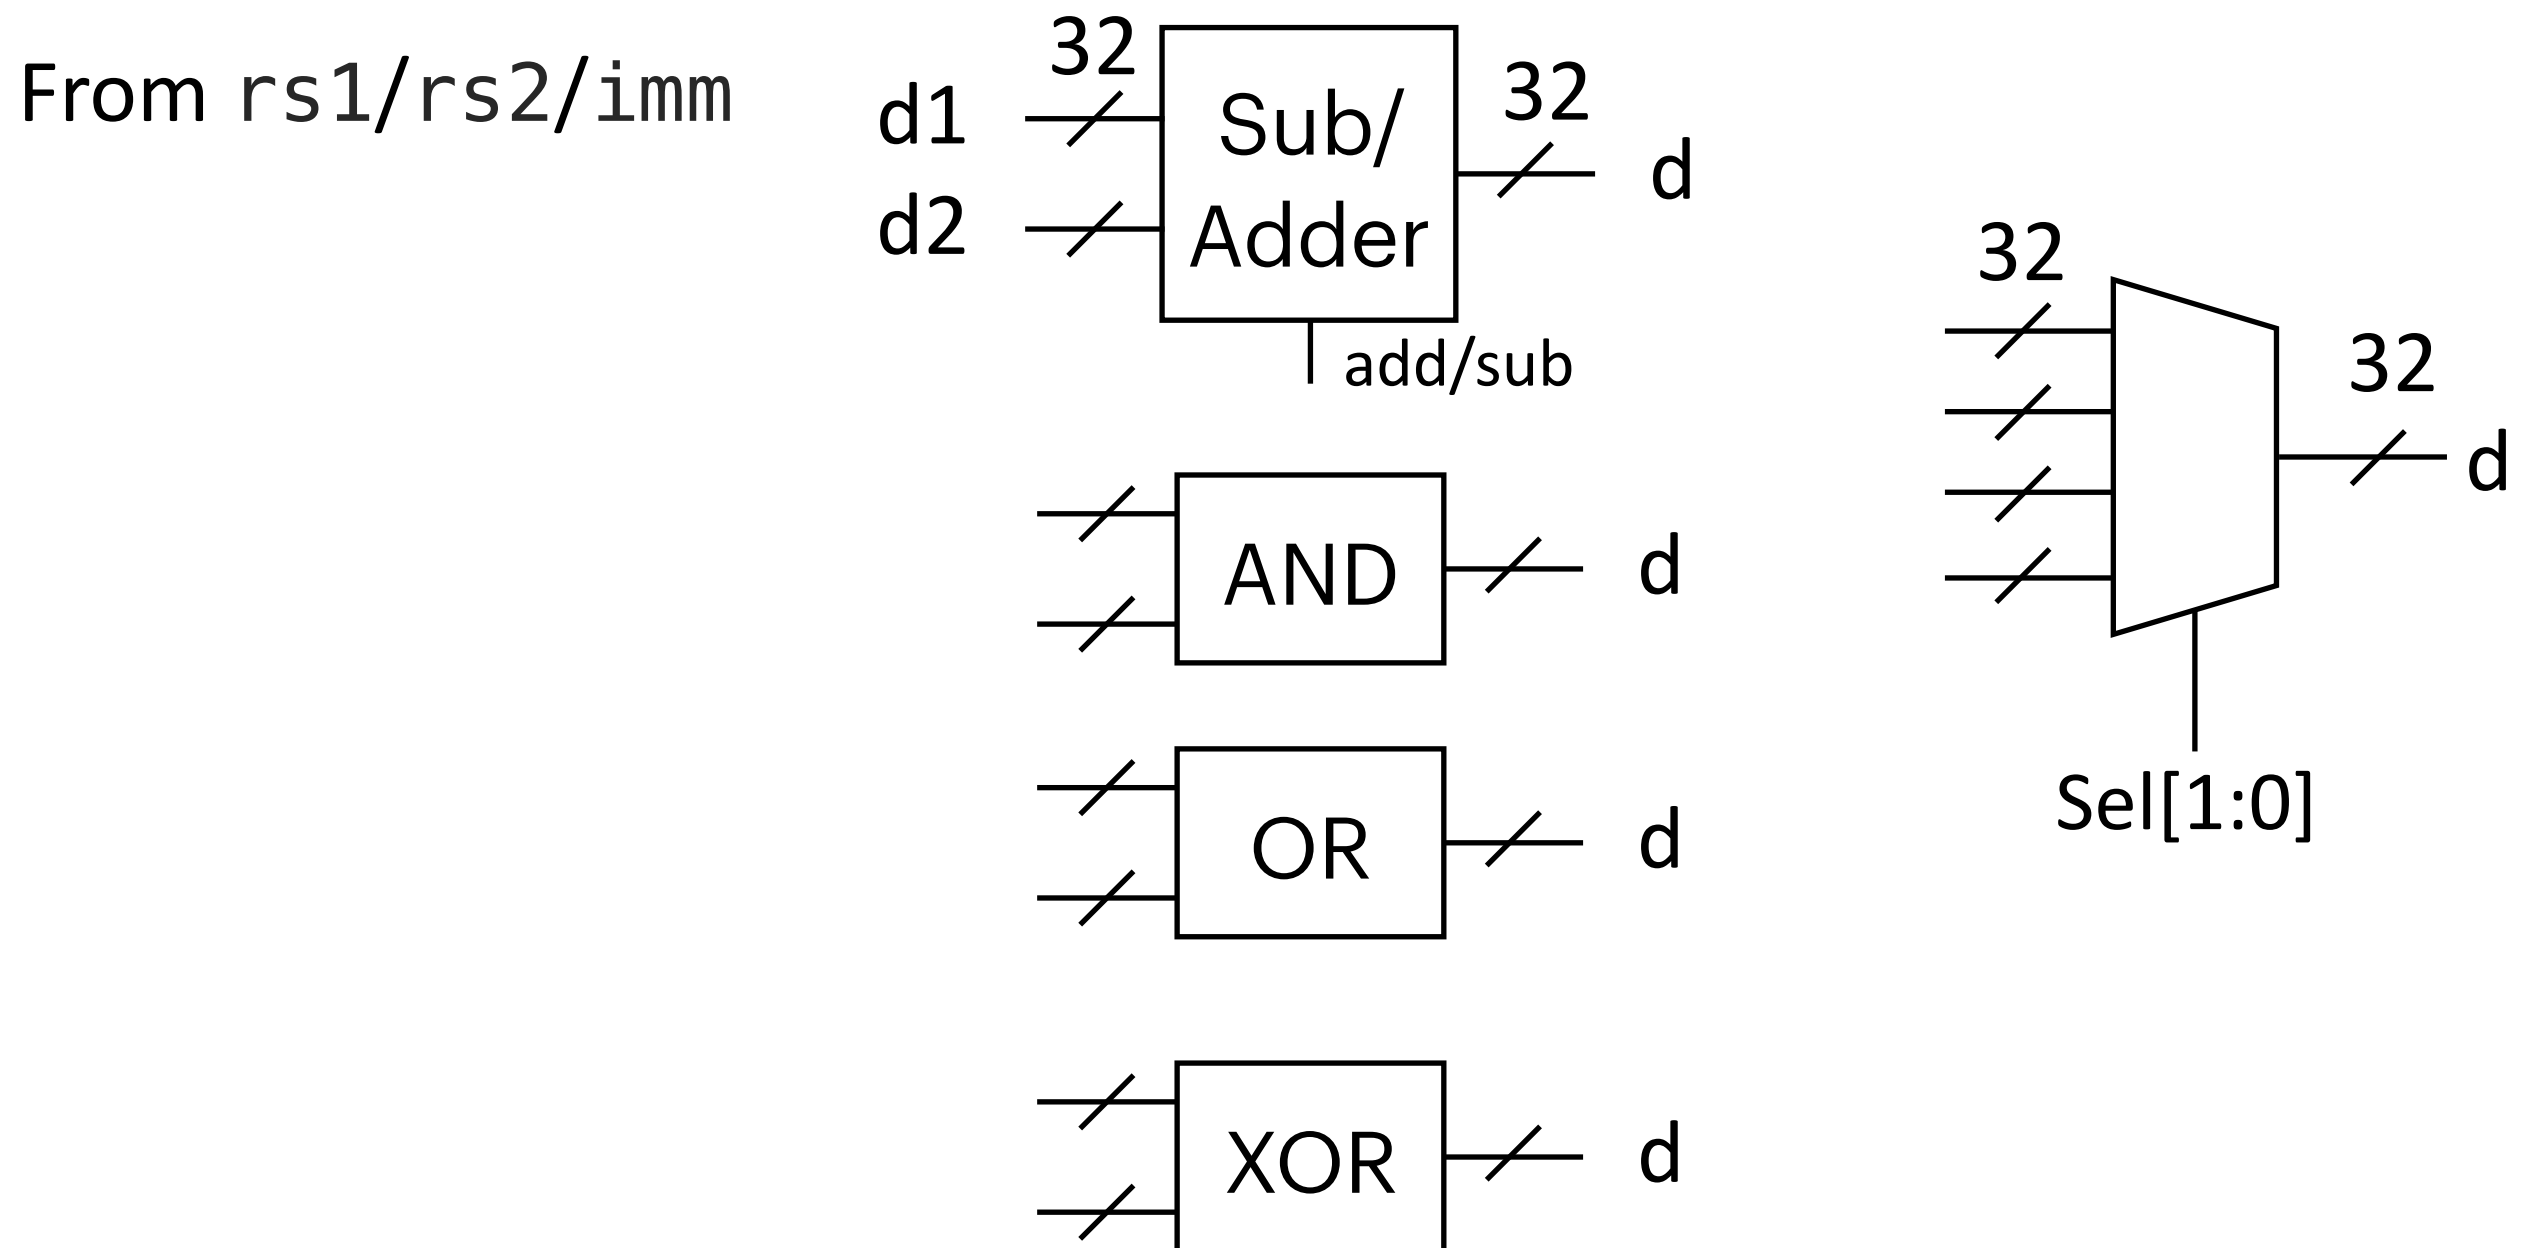 From rs1/rs2/imm
32
d1
d2
Sub/
Adder
32
d
add/sub
AND
d
OR
d
XOR
d
32
32
d
Sel[1:0]